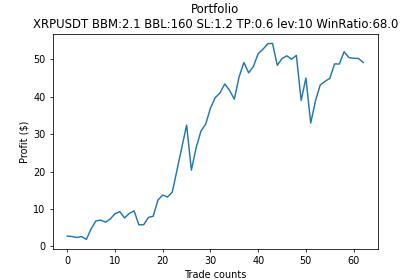 Portfolio
XRPUSDT BBM:2.1 BBL:160 SL:1.2 TP:0.6 lev:10 WinRatio:68.0
Profit ($)
50
40
30
20
10
0
0 10 20 30 40 50 60
Trade counts